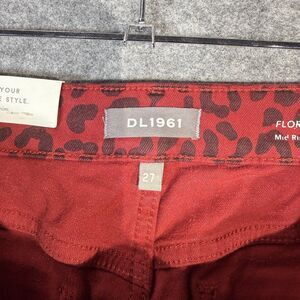 YOUR
STYLE.
DL1961
FLOR
Mid Ri
27